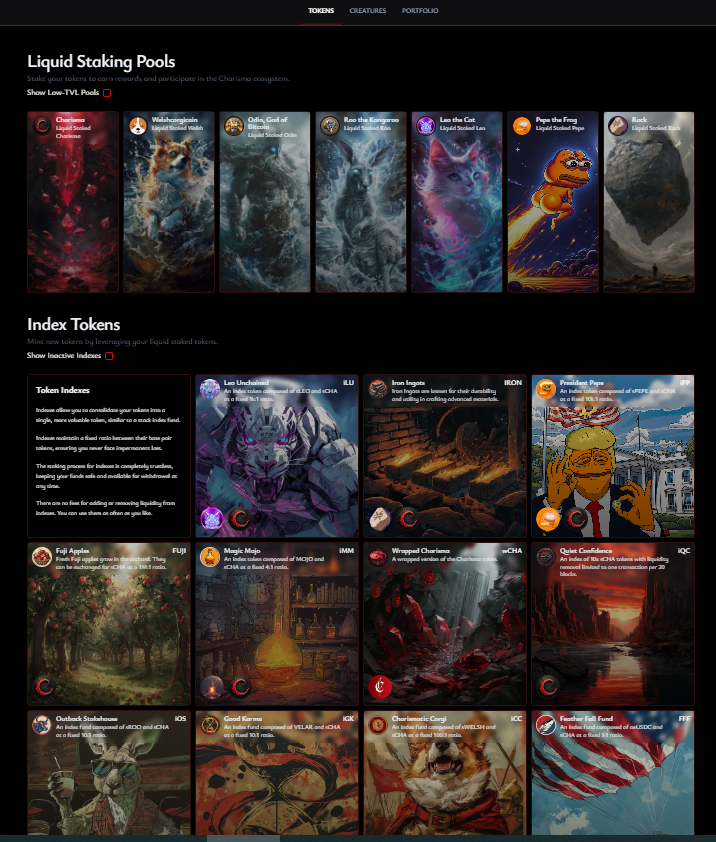 TOKENS
CREATURES
PORTFOLIO
Liquid Staking Pools
Stake your tokens to earn rewards and participate in the Charisma ecosystem.
Show Low-TVL Pools
Charisma
Liquid Staked
Charisma
Welshcorgicoin
Liquid Staked Welsh
Odin, God of
Bitcoin
Liquid Staked Odin
Roo the Kangaroo
Liquid Staked Roo
Leo the Cat
Liquid Staked Leo
Pepe the Frog
Liquid Staked Pepe
Rock
Liquid Staked Rock
Index Tokens
Mint new tokens by leveraging your liquid staked tokens.
Show Inactive Indexes
Token Indexes
Indexes allow you to consolidate your tokens into a
single, more valuable token, similar to a stock index fund.
Indexes maintain a fixed ratio between their base pair
tokens, ensuring you never face impermanent loss.
The staking process for indexes is completely trustless,
keeping your funds safe and available for withdrawal at
any time.
There are no fees for adding or removing liquidity from
indexes. You can use them as often as you like.
Leo Unchained
iLU
An index token composed of sLEO and sCHA
as a fixed
ratio.
Iron Ingots
IRON
Iron Ingots are known for their durability
and utility in crafting advanced materials.
President Pepe
iPP
An index token composed of sPEPE and sCHA
at a fixed 10k:1 ratio.
Fuji Apples
FUJI
Fresh Fuji apples grow in the orchard. They
can be exchanged for sCHA at a 1M:1 ratio.
Magic Mojo
iMM
An index token composed of MOJO and
sCHA at a fixed 4:1 ratio.
Wrapped Charisma
wCHA
A wrapped version of the Charisma token.
Quiet Confidence
iQC
An index of 10x sCHA tokens with liquidity
removal limited to one transaction per 20
blocks.
Outback Stakehouse
iOS
An index fund composed of sROO and sCHA
at a fixed 10:1 ratio.
Good Karma
iGK
An index fund composed of VELAR and sCHA
at a fixed 10:1 ratio.
Charismatic Corgi
iCC
An index fund composed of sWELSH and
sCHA at a fixed 100:1 ratio.
Feather Fall Fund
FFF
An index fund composed of aeUSDC and
sCHA at a fixed 1:1 ratio.